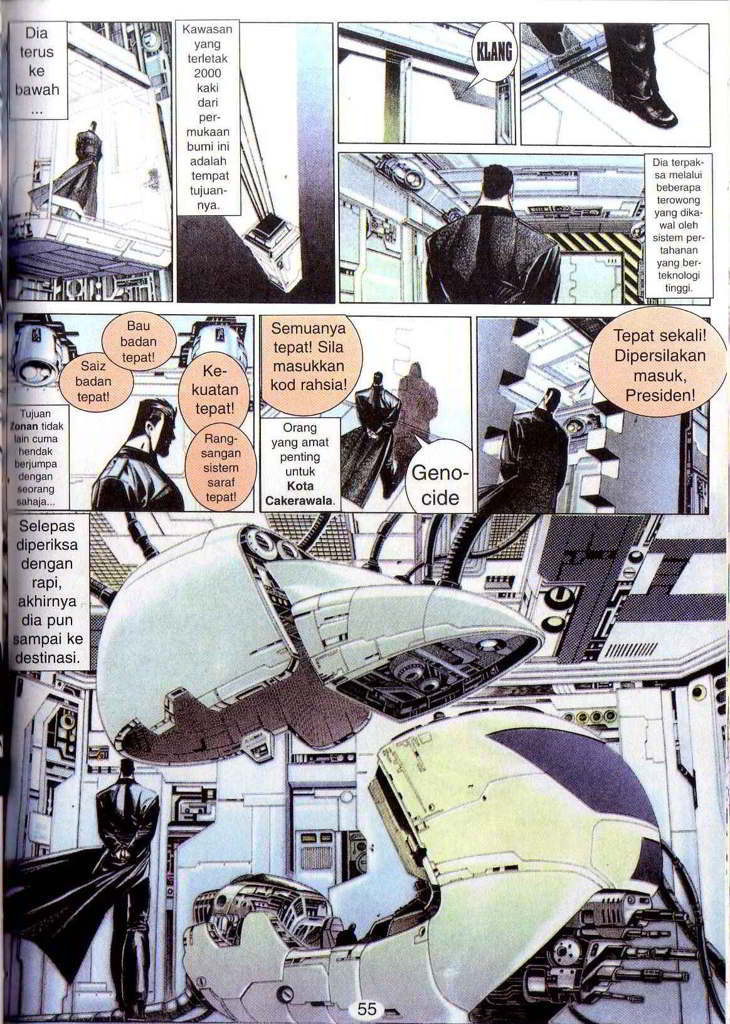 Dia
terus
ke
bawah
...
Kawasan
yang
terletak
2000
kaki
dari
per-
mukaan
bumi ini
adalah
tempat
tujuan-
nya.
KLANG
Dia terpak-
sa melalui
beberapa
terowong
yang dika-
wal oleh
sistem per-
tahanan
yang ber-
teknologi
tinggi.
Bau
badan
tepat!
Saiz
badan
tepat!
Ke-
kuatan
tepat!
Rang-
sangan
sistem
saraf
tepat!
Tujuan
Zonan tidak
lain cuma
hendak
berjumpa
dengan
seorang
sahaja...
Semuanya
tepat! Sila
masukkan
kod rahsia!
Orang
yang amat
penting
untuk
Kota
Cakerawala.
Geno-
cide
Tepat sekali!
Dipersilakan
masuk,
Presiden!
Selepas
diperiksa
dengan
rapi,
akhirnya
dia pun
sampai ke
destinasi.
55